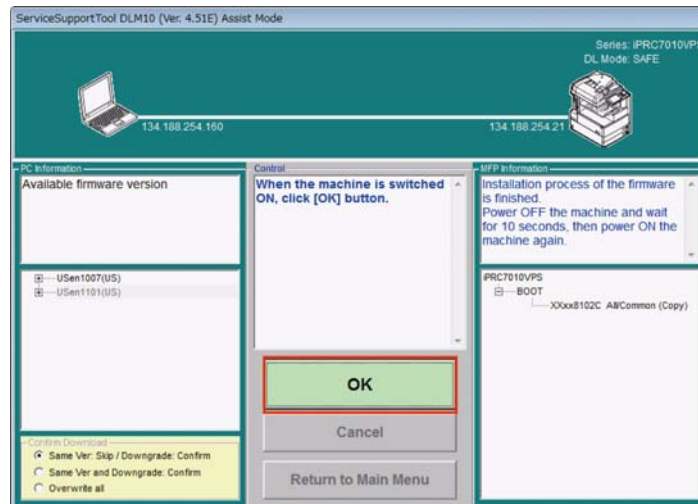 ServiceSupportTool DLM10 (Ver. 4.51E) Assist Mode
Series: iPRC7010VPS
DL Mode: SAFE
134.188.254.160
134.188.254.21
PC Information
Available firmware version
USen1007(US)
USen1101(US)
Confirm Download
Same Ver: Skip / Downgrade: Confirm
Same Ver and Downgrade: Confirm
Overwrite all
Control
When the machine is switched
ON, click [OK] button.
OK
Cancel
Return to Main Menu
MFP Information
Installation process of the firmware
is finished.
Power OFF the machine and wait
for 10 seconds, then power ON the
machine again.
iPRC7010VPS
BOOT
XXxx8102C All/Common (Copy)